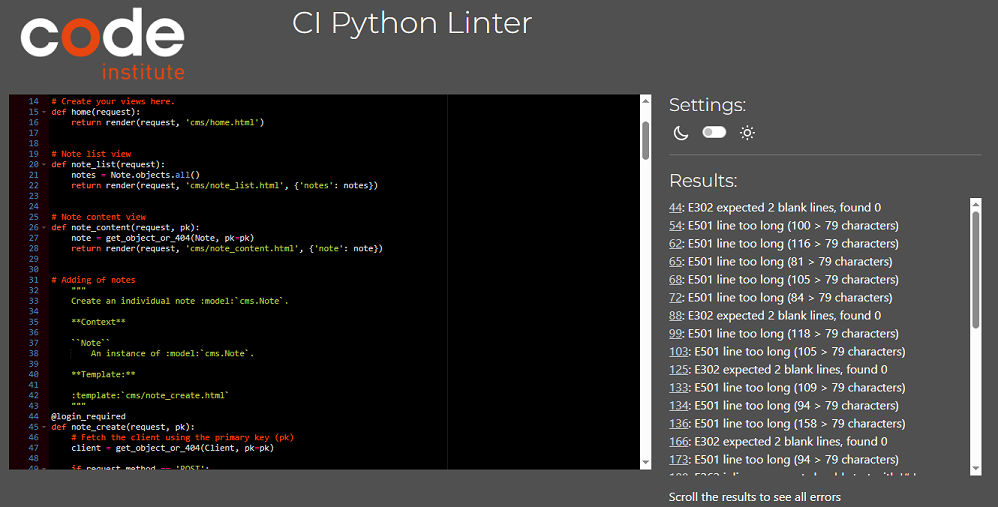 code
institute
CI Python Linter
14 # Create your views here.
15 def home(request):
16     return render(request, 'cms/home.html')
17
18
19 # Note list view
20 def note_list(request):
21     notes = Note.objects.all()
22     return render(request, 'cms/note_list.html', {'notes': notes})
23
24
25 # Note content view
26 def note_content(request, pk):
27     note = get_object_or_404(Note, pk=pk)
28     return render(request, 'cms/note_content.html', {'note': note})
29
30
31 # Adding of notes
32     """
33     Create an individual note :model:`cms.Note`.
34
35     **Context**
36
37     ``Note``
38         An instance of :model:`cms.Note`.
39
40     **Template:**
41
42     :template:`cms/note_create.html`
43     """
44 @login_required
45 def note_create(request, pk):
46     # Fetch the client using the primary key (pk)
47     client = get_object_or_404(Client, pk=pk)
48
49     if request.method == 'POST':
Settings:
Results:
44: E302 expected 2 blank lines, found 0
54: E501 line too long (100 > 79 characters)
62: E501 line too long (116 > 79 characters)
65: E501 line too long (81 > 79 characters)
68: E501 line too long (105 > 79 characters)
72: E501 line too long (84 > 79 characters)
88: E302 expected 2 blank lines, found 0
99: E501 line too long (118 > 79 characters)
103: E501 line too long (105 > 79 characters)
125: E302 expected 2 blank lines, found 0
133: E501 line too long (109 > 79 characters)
134: E501 line too long (94 > 79 characters)
136: E501 line too long (158 > 79 characters)
166: E302 expected 2 blank lines, found 0
173: E501 line too long (94 > 79 characters)
Scroll the results to see all errors